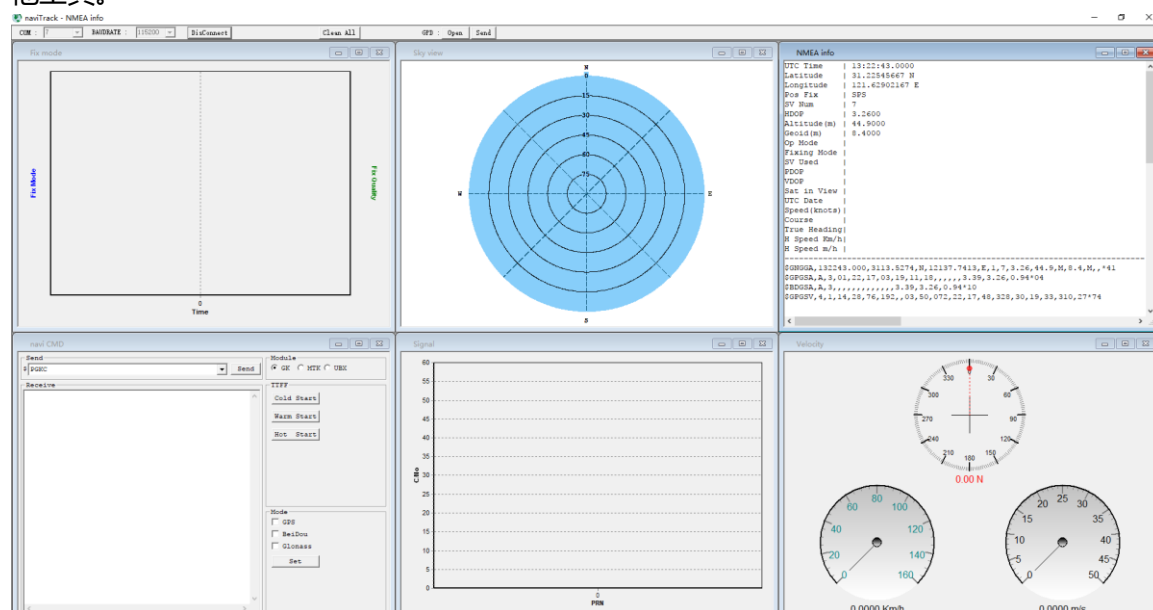 化工具。
naviTrack - NMEA info
COM : 7 BAUDRATE : 115200 DisConnect Clean All GPD : Open Send
Fix mode
Fix Mode
Fix Quality
0
Time
Sky view
N
0
15
30
45
60
75
W
E
S
NMEA info
UTC Time | 13:22:43.0000
Latitude | 31.22545667 N
Longitude | 121.62902167 E
Pos Fix | SPS
SV Num | 7
HDOP | 3.2600
Altitude(m) | 44.9000
Geoid(m) | 8.4000
Op Mode |
Fixing Mode |
SV Used |
PDOP |
VDOP |
Sat in View |
UTC Date |
Speed(knots)|
Course |
True Heading|
H Speed Km/h|
H Speed m/h |
$GNGGA,132243.000,3113.5274,N,12137.7413,E,1,7,3.26,44.9,M,8.4,M,,*41
$GPGSA,A,3,01,22,17,03,19,11,18,,,,,,3.39,3.26,0.94*04
$BDGSA,A,3,,,,,,,,,,,,,3.39,3.26,0.94*10
$GPGSV,4,1,14,28,76,192,,03,50,072,22,17,48,328,30,19,33,310,27*74
navi CMD
Send
$ PGKC Send
Receive
Module
GK MTK UBX
TTFF
Cold Start
Warm Start
Hot Start
Mode
GPS
BeiDou
Glonass
Set
Signal
60
55
50
45
40
35
30
25
20
15
10
5
0
C/No
0
PRN
Velocity
330 30
300 60
270 90
240 120
210 180 150
0.00 N
0 20 40 60 80 100 120 140 160
0.0000 Km/h
0 5 10 15 20 25 30 35 40 45 50
0.0000 m/s